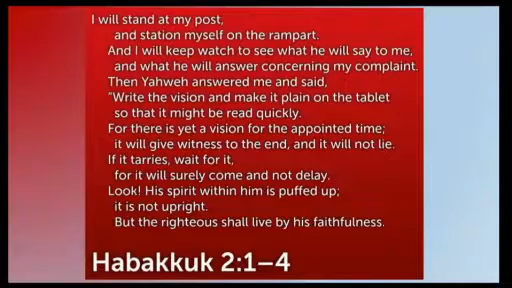 I will stand at my post,
and station myself on the rampart.
And I will keep watch to see what he will say to me,
and what he will answer concerning my complaint.
Then Yahweh answered me and said,
"Write the vision and make it plain on the tablet
so that it might be read quickly.
For there is yet a vision for the appointed time;
it will give witness to the end, and it will not lie.
If it tarries, wait for it,
for it will surely come and not delay.
Look! His spirit within him is puffed up;
it is not upright.
But the righteous shall live by his faithfulness.
Habakkuk 2:1–4